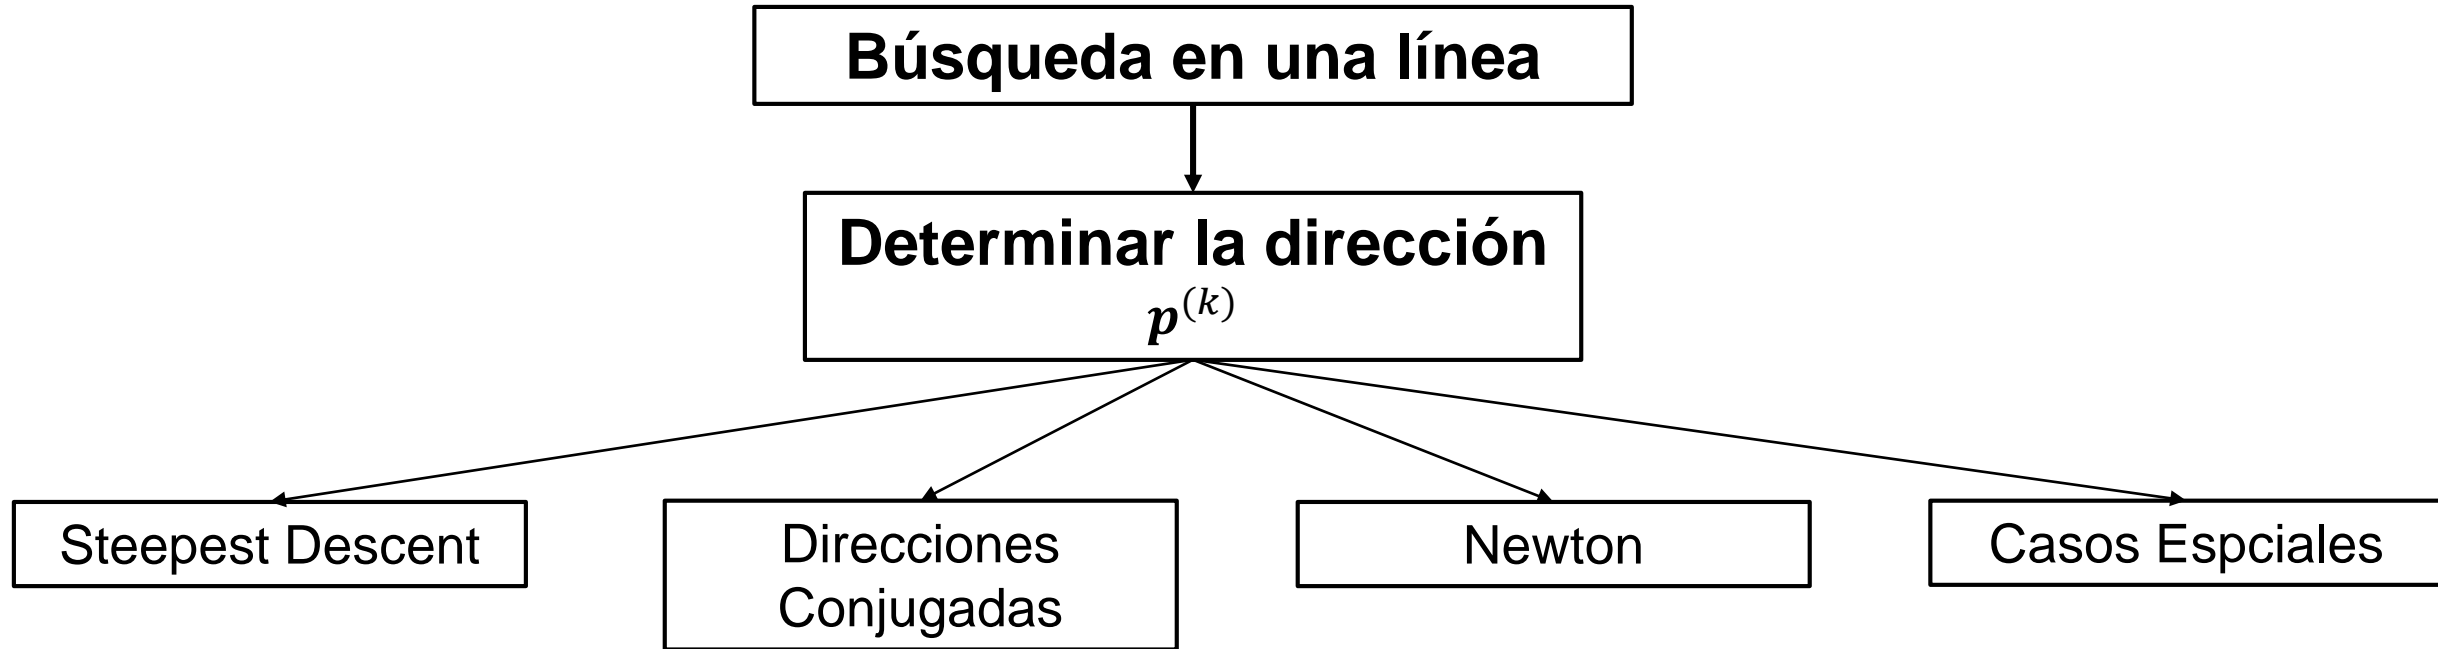 Búsqueda en una línea
Determinar la dirección
p^(k)
Steepest Descent
Direcciones
Conjugadas
Newton
Casos Espciales